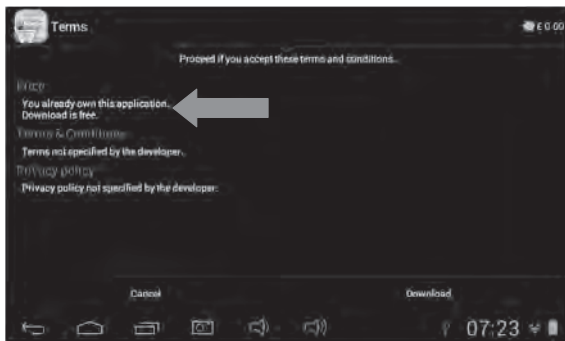 Terms
£ 0.00
Proceed if you accept these terms and conditions.
Price
You already own this application.
Download is free.
Terms & Conditions
Terms not specified by the developer.
Privacy policy
Privacy policy not specified by the developer.
Cancel
Download
07:23